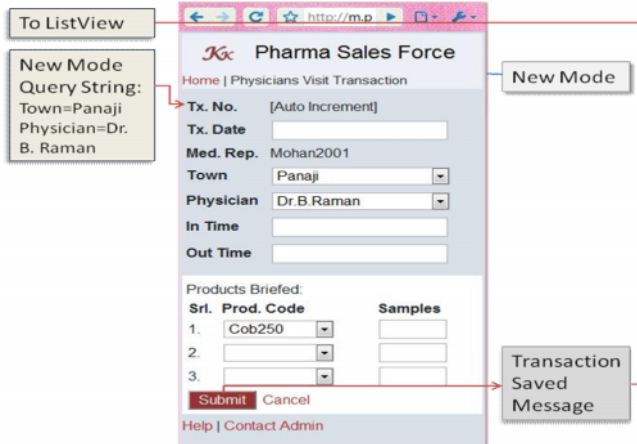 To ListView
http://m.p
Kx Pharma Sales Force
New Mode
Query String:
Town=Panaji
Physician=Dr.
B. Raman
Home | Physicians Visit Transaction
New Mode
Tx. No. [Auto Increment]
Tx. Date
Med. Rep. Mohan2001
Town Panaji
Physician Dr.B.Raman
In Time
Out Time
Products Briefed:
Srl. Prod. Code Samples
1. Cob250
2.
3.
Submit Cancel
Transaction
Saved
Message
Help | Contact Admin